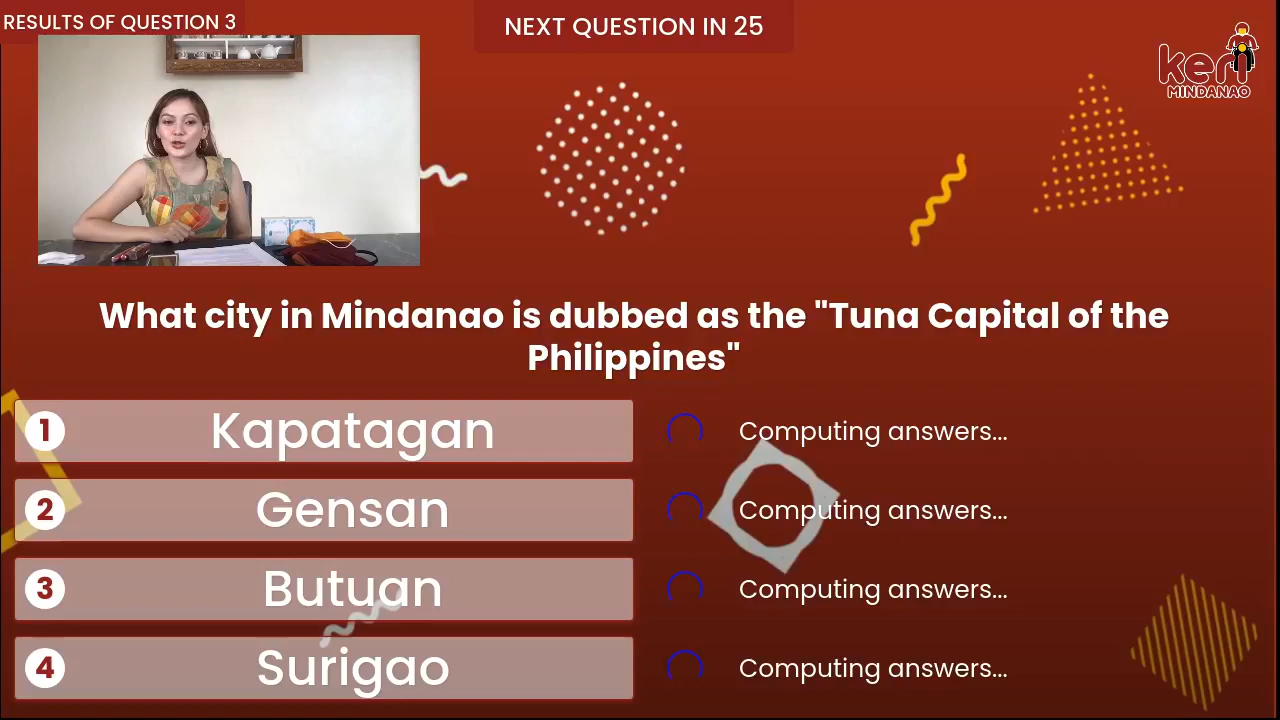 RESULTS OF QUESTION 3
NEXT QUESTION IN 25
keri
MINDANAO
What city in Mindanao is dubbed as the "Tuna Capital of the
Philippines"
1 Kapatagan Computing answers...
2 Gensan Computing answers...
3 Butuan Computing answers...
4 Surigao Computing answers...